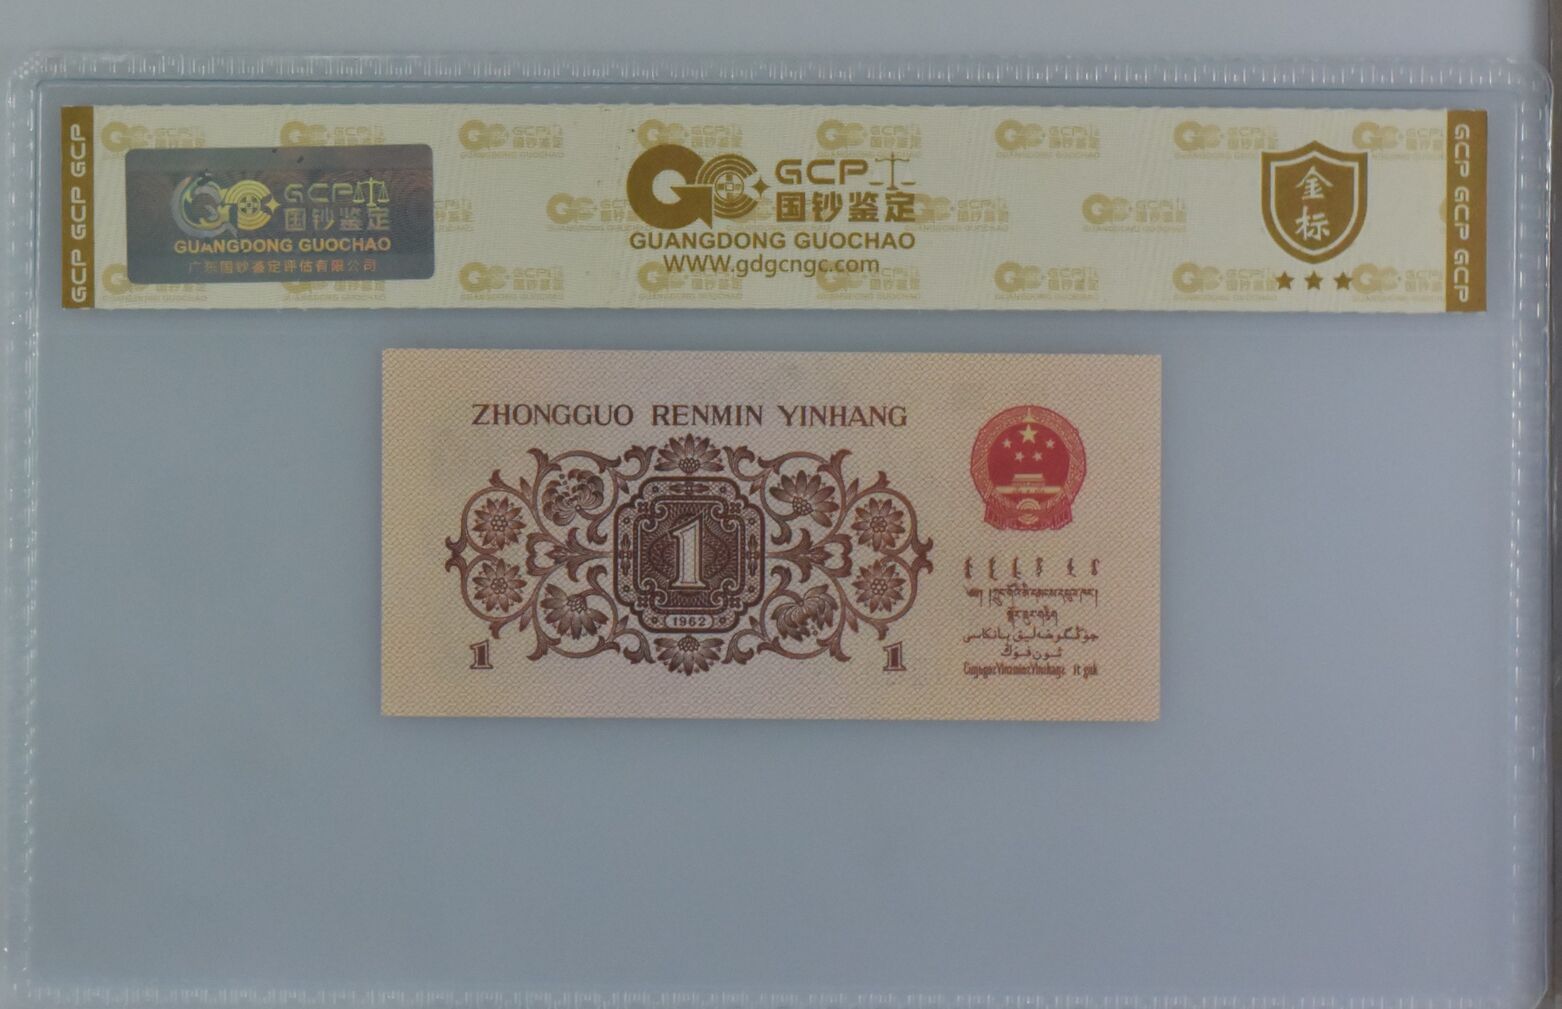 GCP 国钞鉴定
GUANGDONG GUOCHAO
广东国钞鉴定评估有限公司
GCP
国钞鉴定
GUANGDONG GUOCHAO
www.gdgcngc.com
金标
GCP GCP GCP
GCP GCP GCP
ZHONGGUO RENMIN YINHANG
1
(1962)
1
1